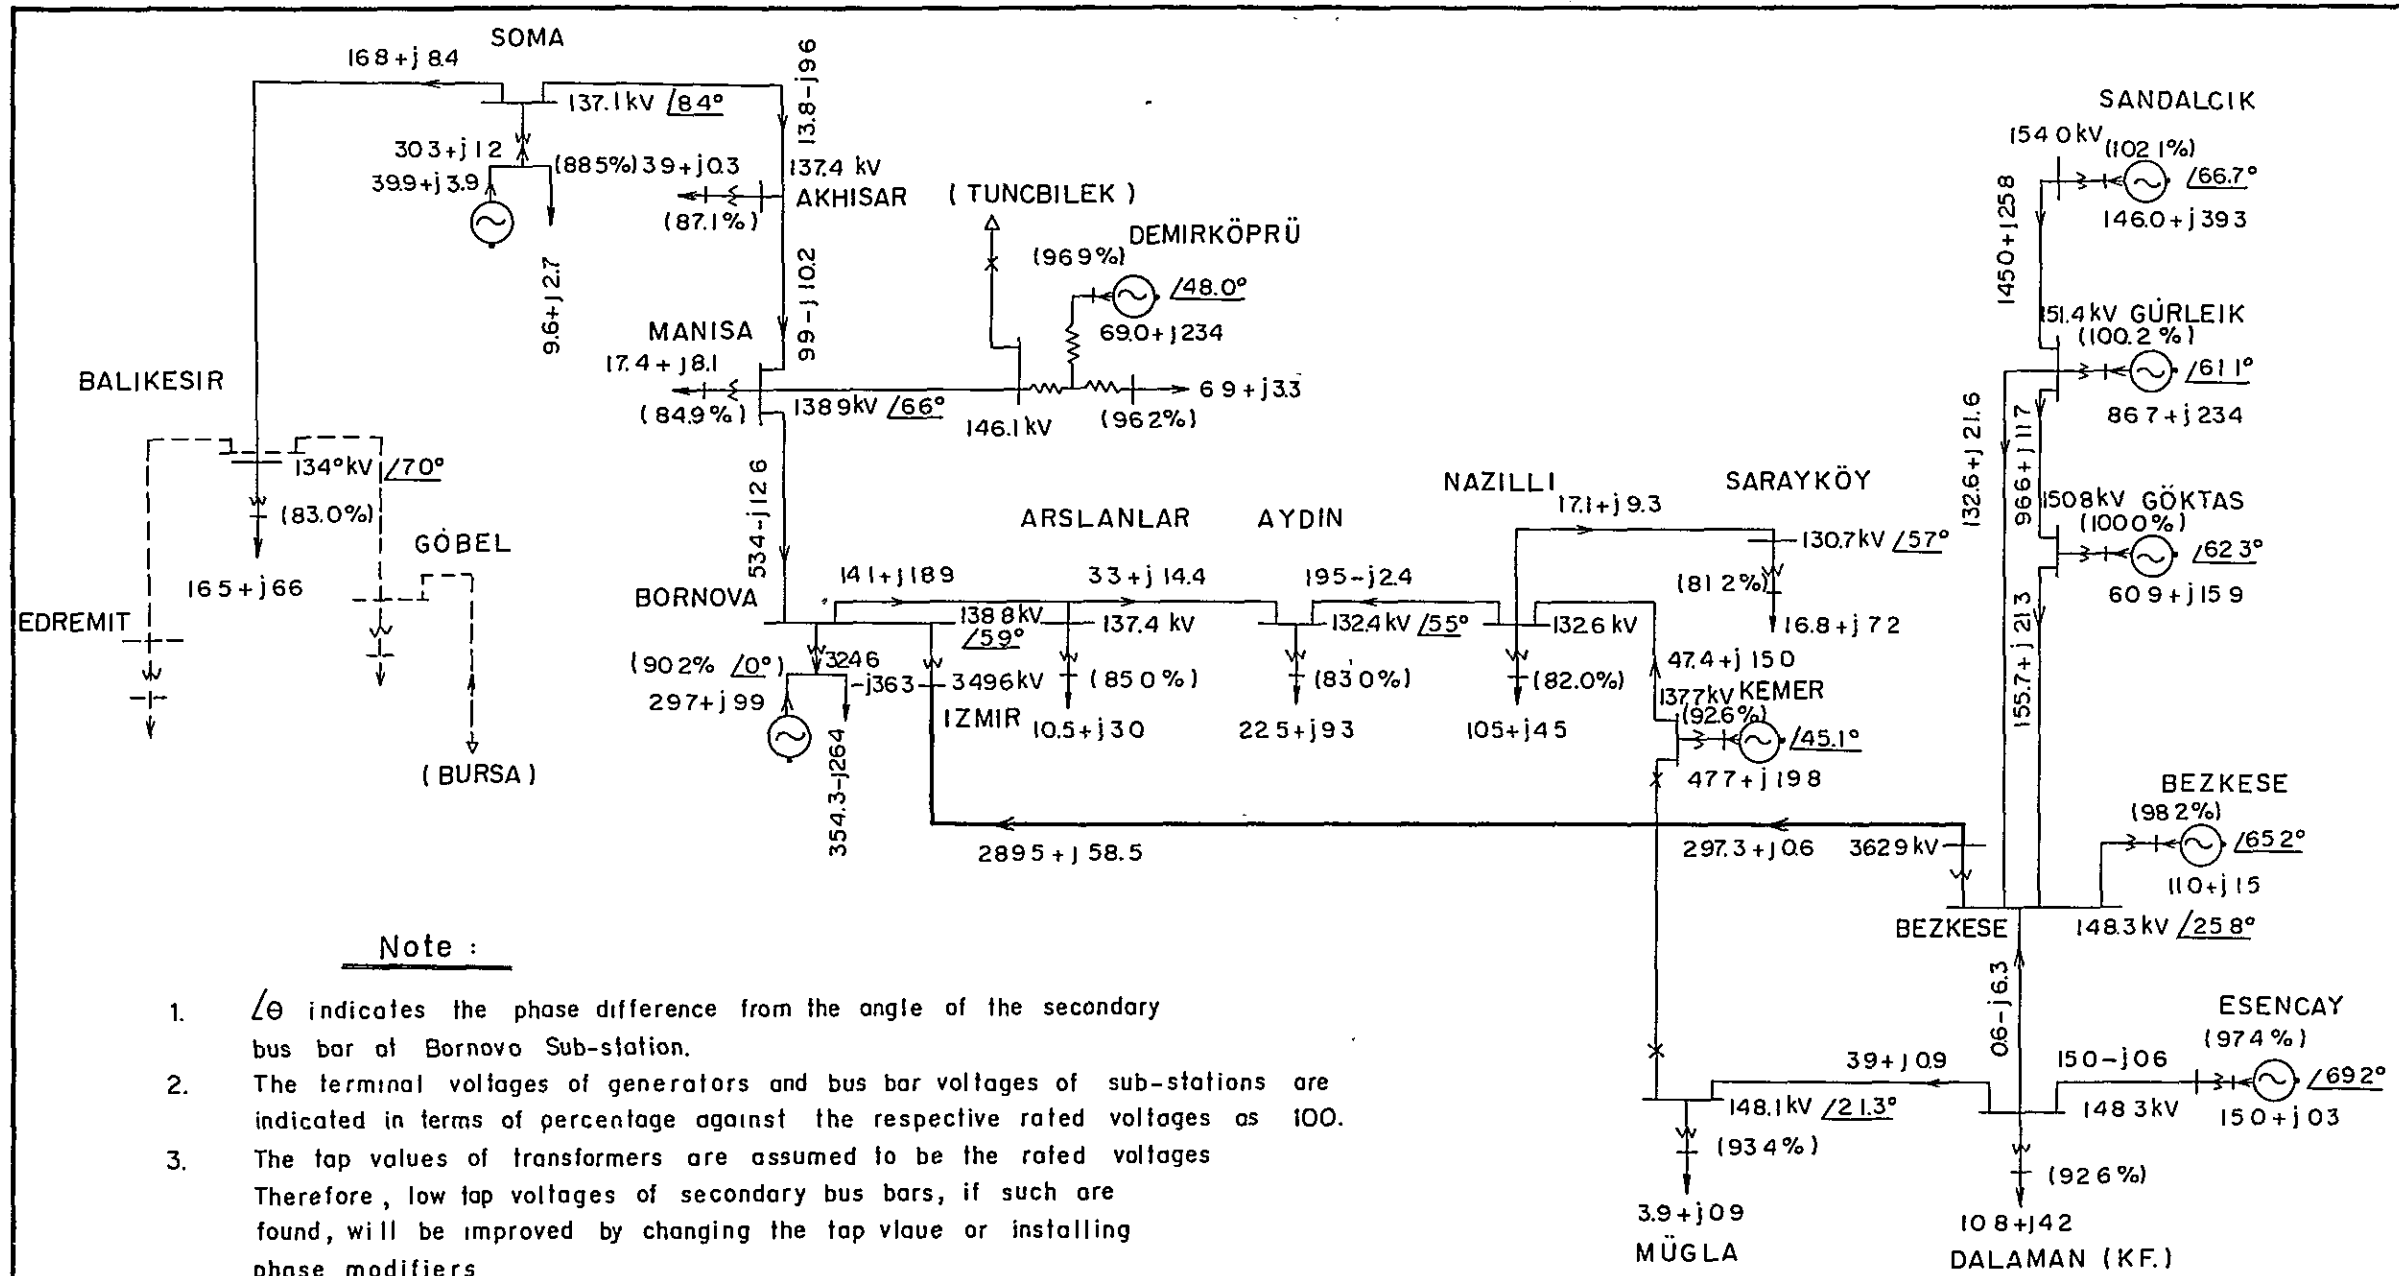 SOMA
16.8+j8.4
137.1kV /8.4°
13.8-j9.6
30.3+j1.2
39.9+j3.9
9.6+j2.7
(88.5%)
3.9+j0.3
137.4 kV
AKHISAR
(87.1%)
9.9-j10.2
(TUNCBILEK)
DEMIRKÖPRÜ
(96.9%)
/48.0°
69.0+j23.4
MANISA
17.4+j8.1
(84.9%)
138.9kV /6.6°
146.1kV
6.9+j3.3
(96.2%)
BALIKESIR
134.0kV /7.0°
(83.0%)
16.5+j6.6
GÖBEL
EDREMIT
(BURSA)
53.4-j12.6
BORNOVA
14.1+j18.9
138.8kV
/5.9°
(90.2% /0°)
324.6
-j36.3
29.7+j9.9
354.3-j26.4
349.6kV
IZMIR
ARSLANLAR
3.3+j14.4
137.4 kV
(85.0%)
10.5+j3.0
AYDIN
19.5-j2.4
132.4kV /5.5°
(83.0%)
22.5+j9.3
NAZILLI
17.1+j9.3
132.6kV
(82.0%)
10.5+j4.5
SARAYKÖY
130.7kV /5.7°
(81.2%)
16.8+j7.2
47.4+j15.0
137.7kV KEMER
(92.6%)
/45.1°
47.7+j19.8
289.5+j58.5
297.3+j0.6
362.9kV
SANDALCIK
154.0kV
(102.1%)
/66.7°
146.0+j39.3
145.0+j25.8
151.4kV GÜRLEIK
(100.2%)
/61.1°
86.7+j23.4
132.6+j21.6
96.6+j11.7
150.8kV GÖKTAS
(100.0%)
/62.3°
60.9+j15.9
155.7+j21.3
BEZKESE
(98.2%)
/65.2°
11.0+j1.5
BEZKESE
148.3kV /25.8°
0.6-j6.3
ESENCAY
(97.4%)
/69.2°
15.0-j0.6
148.3kV
15.0+j0.3
3.9+j0.9
148.1kV /21.3°
(93.4%)
3.9+j0.9
MÜGLA
(92.6%)
10.8+j4.2
DALAMAN (KF.)
Note :
1. /θ indicates the phase difference from the angle of the secondary
bus bar at Bornovo Sub-station.
2. The terminal voltages of generators and bus bar voltages of sub-stations are
indicated in terms of percentage against the respective rated voltages as 100.
3. The tap values of transformers are assumed to be the rated voltages
Therefore, low tap voltages of secondary bus bars, if such are
found, will be improved by changing the tap vlaue or installing
phase modifiers